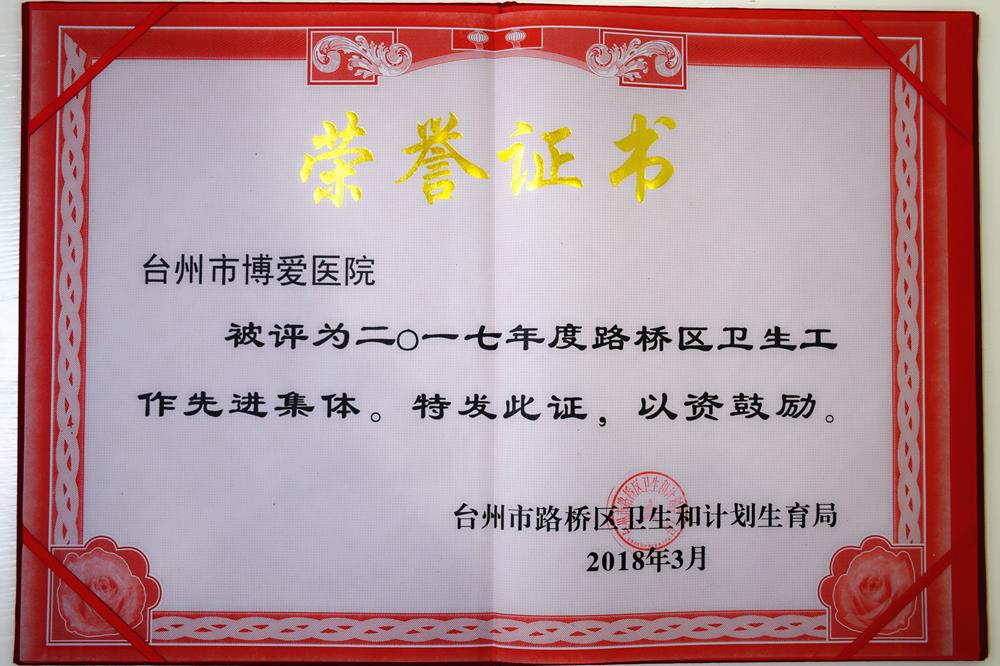 荣誉证书
台州市博爱医院
被评为二〇一七年度路桥区卫生工
作先进集体。特发此证，以资鼓励。
台州市路桥区卫生和计划生育局
2018年3月